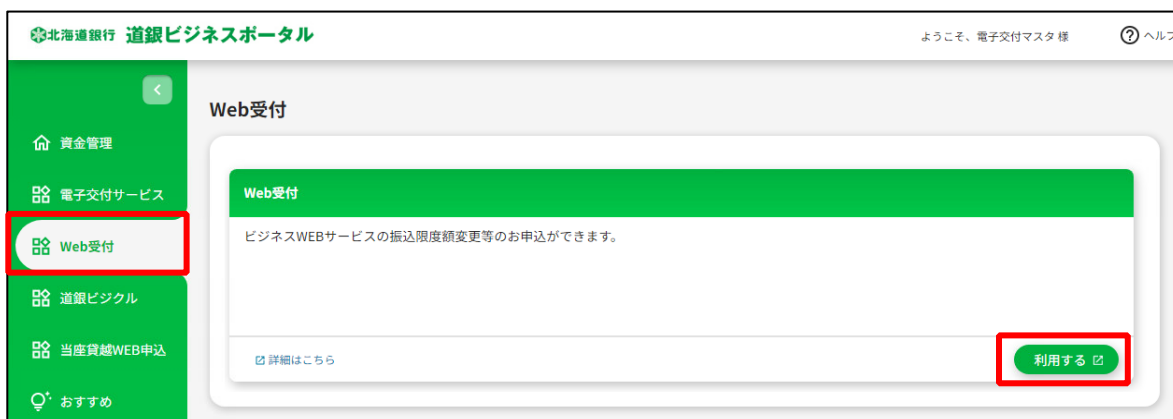 北海道銀行 道銀ビジネスポータル
ようこそ、電子交付マスタ 様
ヘルプ
Web受付
資金管理
電子交付サービス
Web受付
Web受付
ビジネスWEBサービスの振込限度額変更等のお申込ができます。
道銀ビジクル
当座貸越WEB申込
詳細はこちら
利用する
おすすめ